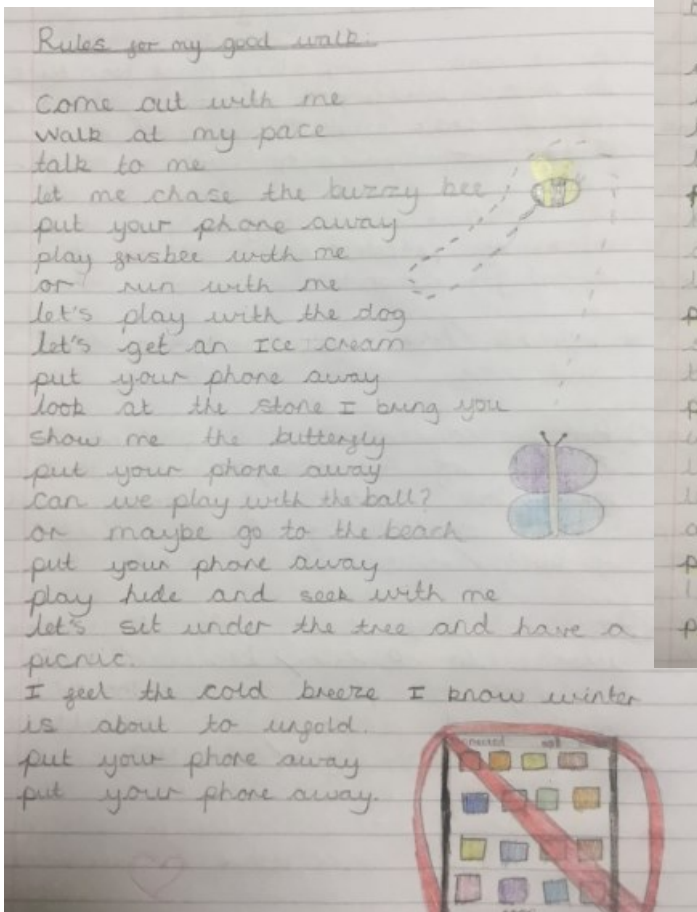 Rules for my good walk.
Come out with me
Walk at my pace
talk to me
let me chase the buzzy bee
put your phone away
play frisbee with me
or run with me
let's play with the dog
let's get an Ice cream
put your phone away
look at the stone I bring you
show me the butterfly
put your phone away
Can we play with the ball?
or maybe go to the beach
put your phone away
play hide and seek with me
let's sit under the tree and have a
picnic.
I feel the cold breeze I know winter
is about to unfold.
put your phone away
put your phone away.